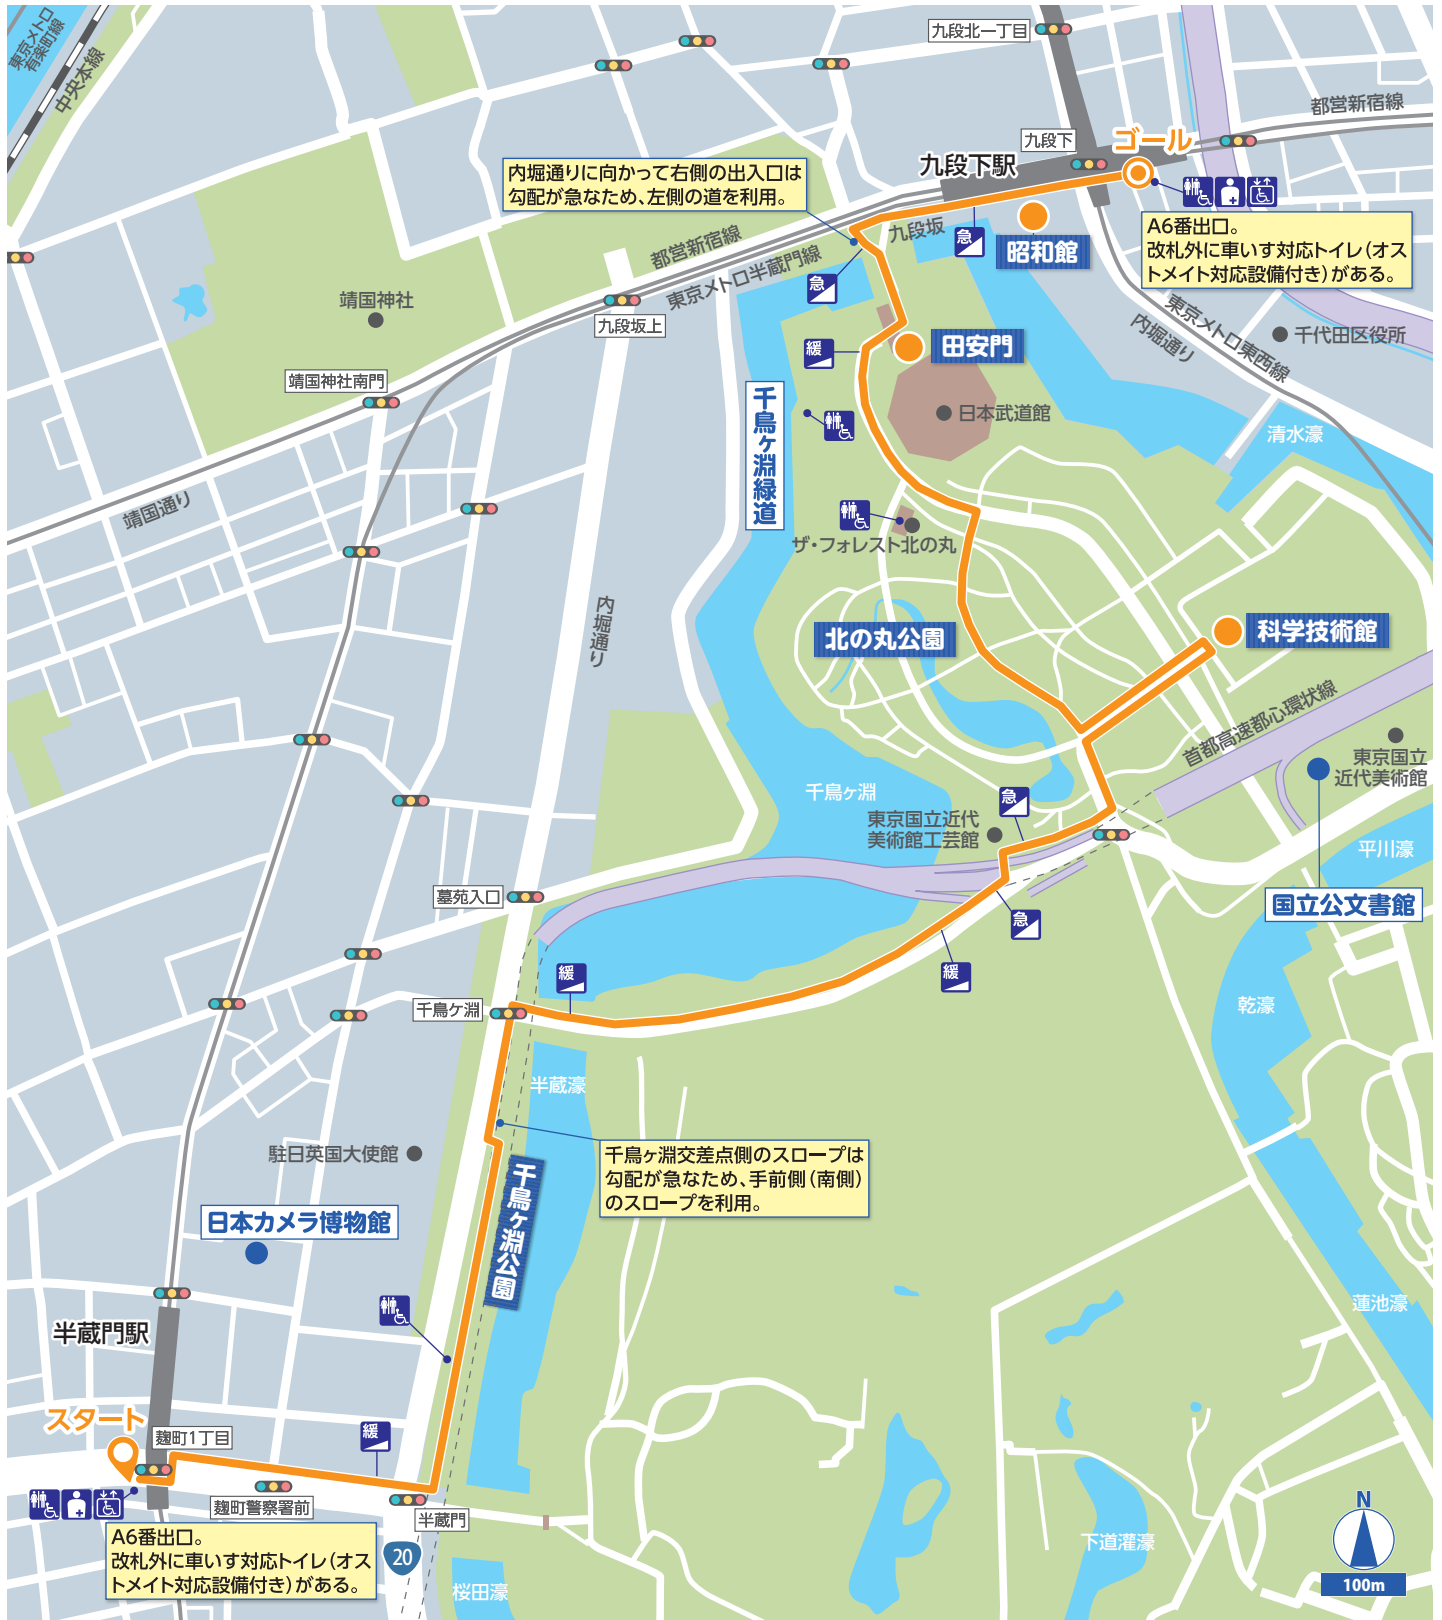 東京メトロ
有楽町線
中央本線
九段北一丁目
都営新宿線
九段下
ゴール
九段下駅
内堀通りに向かって右側の出入口は
勾配が急なため、左側の道を利用。
A6番出口。
改札外に車いす対応トイレ（オス
トメイト対応設備付き）がある。
九段坂
急
昭和館
都営新宿線
東京メトロ半蔵門線
急
靖国神社
九段坂上
東京メトロ東西線
内堀通り
千代田区役所
緩
田安門
靖国神社南門
千鳥ヶ淵緑道
日本武道館
清水濠
靖国通り
ザ・フォレスト北の丸
内堀通り
北の丸公園
科学技術館
首都高速都心環状線
東京国立
近代美術館
千鳥ヶ淵
急
東京国立近代
美術館工芸館
平川濠
墓苑入口
国立公文書館
急
緩
緩
千鳥ケ淵
乾濠
半蔵濠
駐日英国大使館
千鳥ヶ淵交差点側のスロープは
勾配が急なため、手前側（南側）
のスロープを利用。
千鳥ヶ淵公園
日本カメラ博物館
蓮池濠
半蔵門駅
スタート
麹町1丁目
緩
麹町警察署前
半蔵門
A6番出口。
改札外に車いす対応トイレ（オス
トメイト対応設備付き）がある。
20
桜田濠
下道灌濠
N
100m